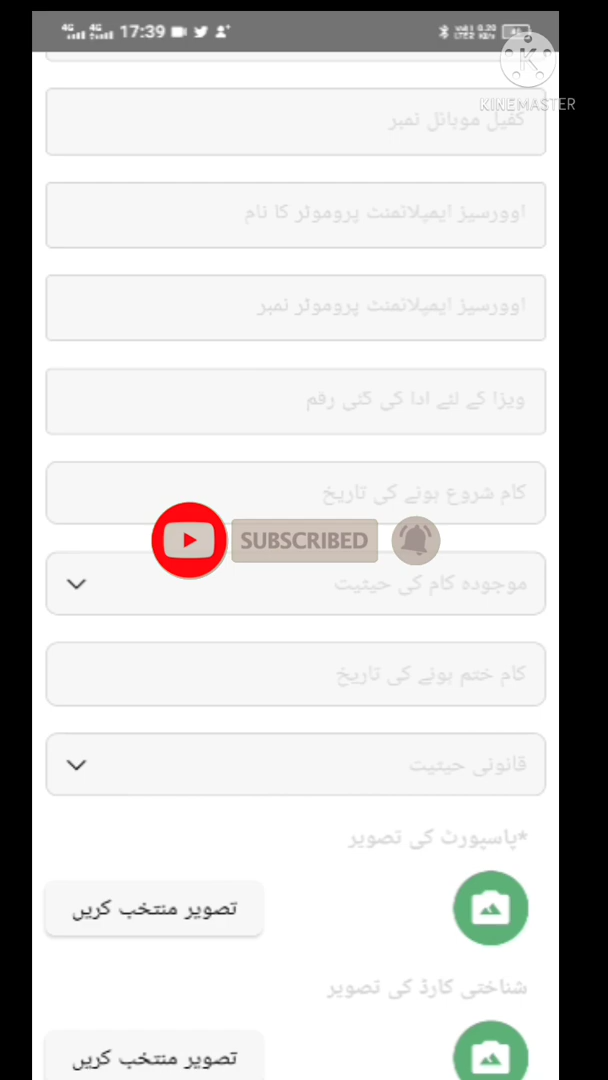 4G 4G 17:39
KINEMASTER
کفیل موبائل نمبر
اوورسیز ایمپلائمنٹ پروموٹر کا نام
اوورسیز ایمپلائمنٹ پروموٹر نمبر
ویزا کے لئے ادا کی گئی رقم
کام شروع ہونے کی تاریخ
SUBSCRIBED
موجودہ کام کی حیثیت
کام ختم ہونے کی تاریخ
قانونی حیثیت
*پاسپورٹ کی تصویر
تصویر منتخب کریں
شناختی کارڈ کی تصویر
تصویر منتخب کریں